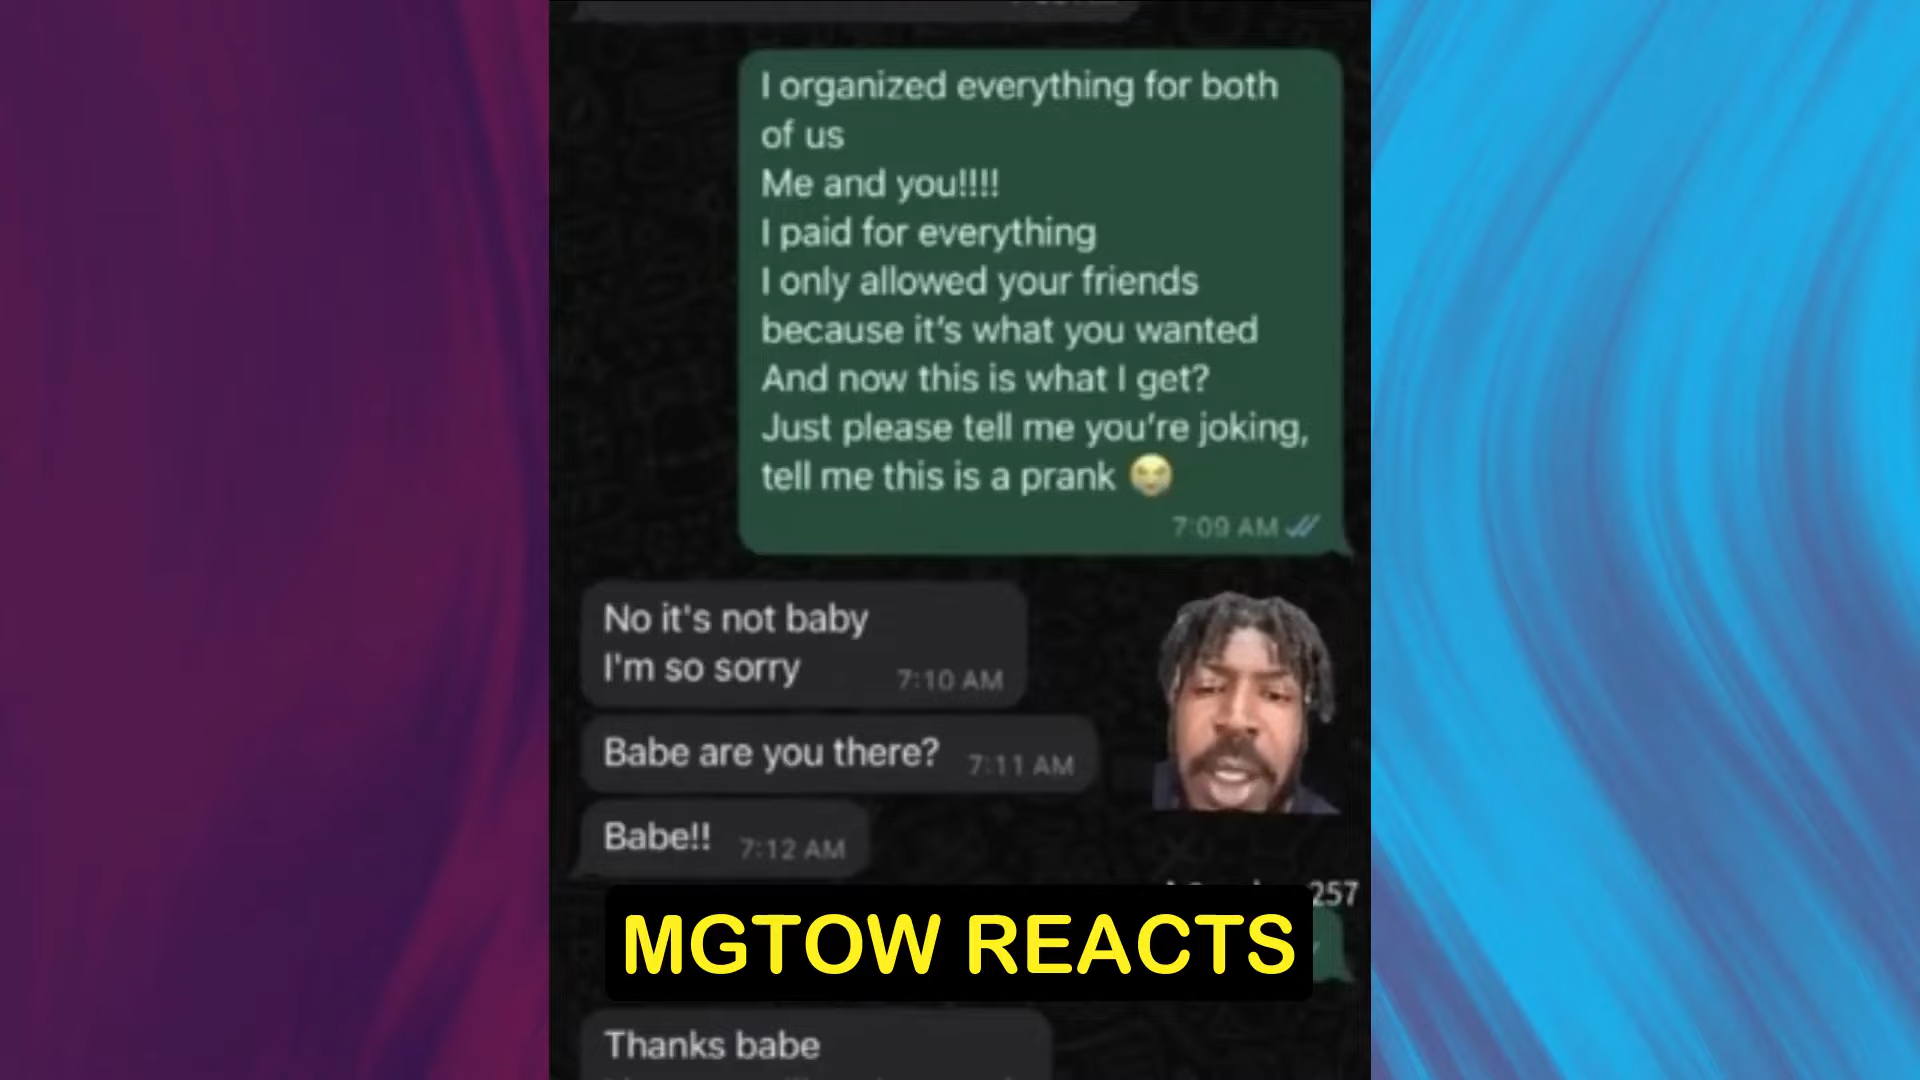 I organized everything for both
of us
Me and you!!!!
I paid for everything
I only allowed your friends
because it's what you wanted
And now this is what I get?
Just please tell me you're joking,
tell me this is a prank 😭
7:09 AM
No it's not baby
I'm so sorry
7:10 AM
Babe are you there?
7:11 AM
Babe!!
7:12 AM
257
MGTOW REACTS
Thanks babe